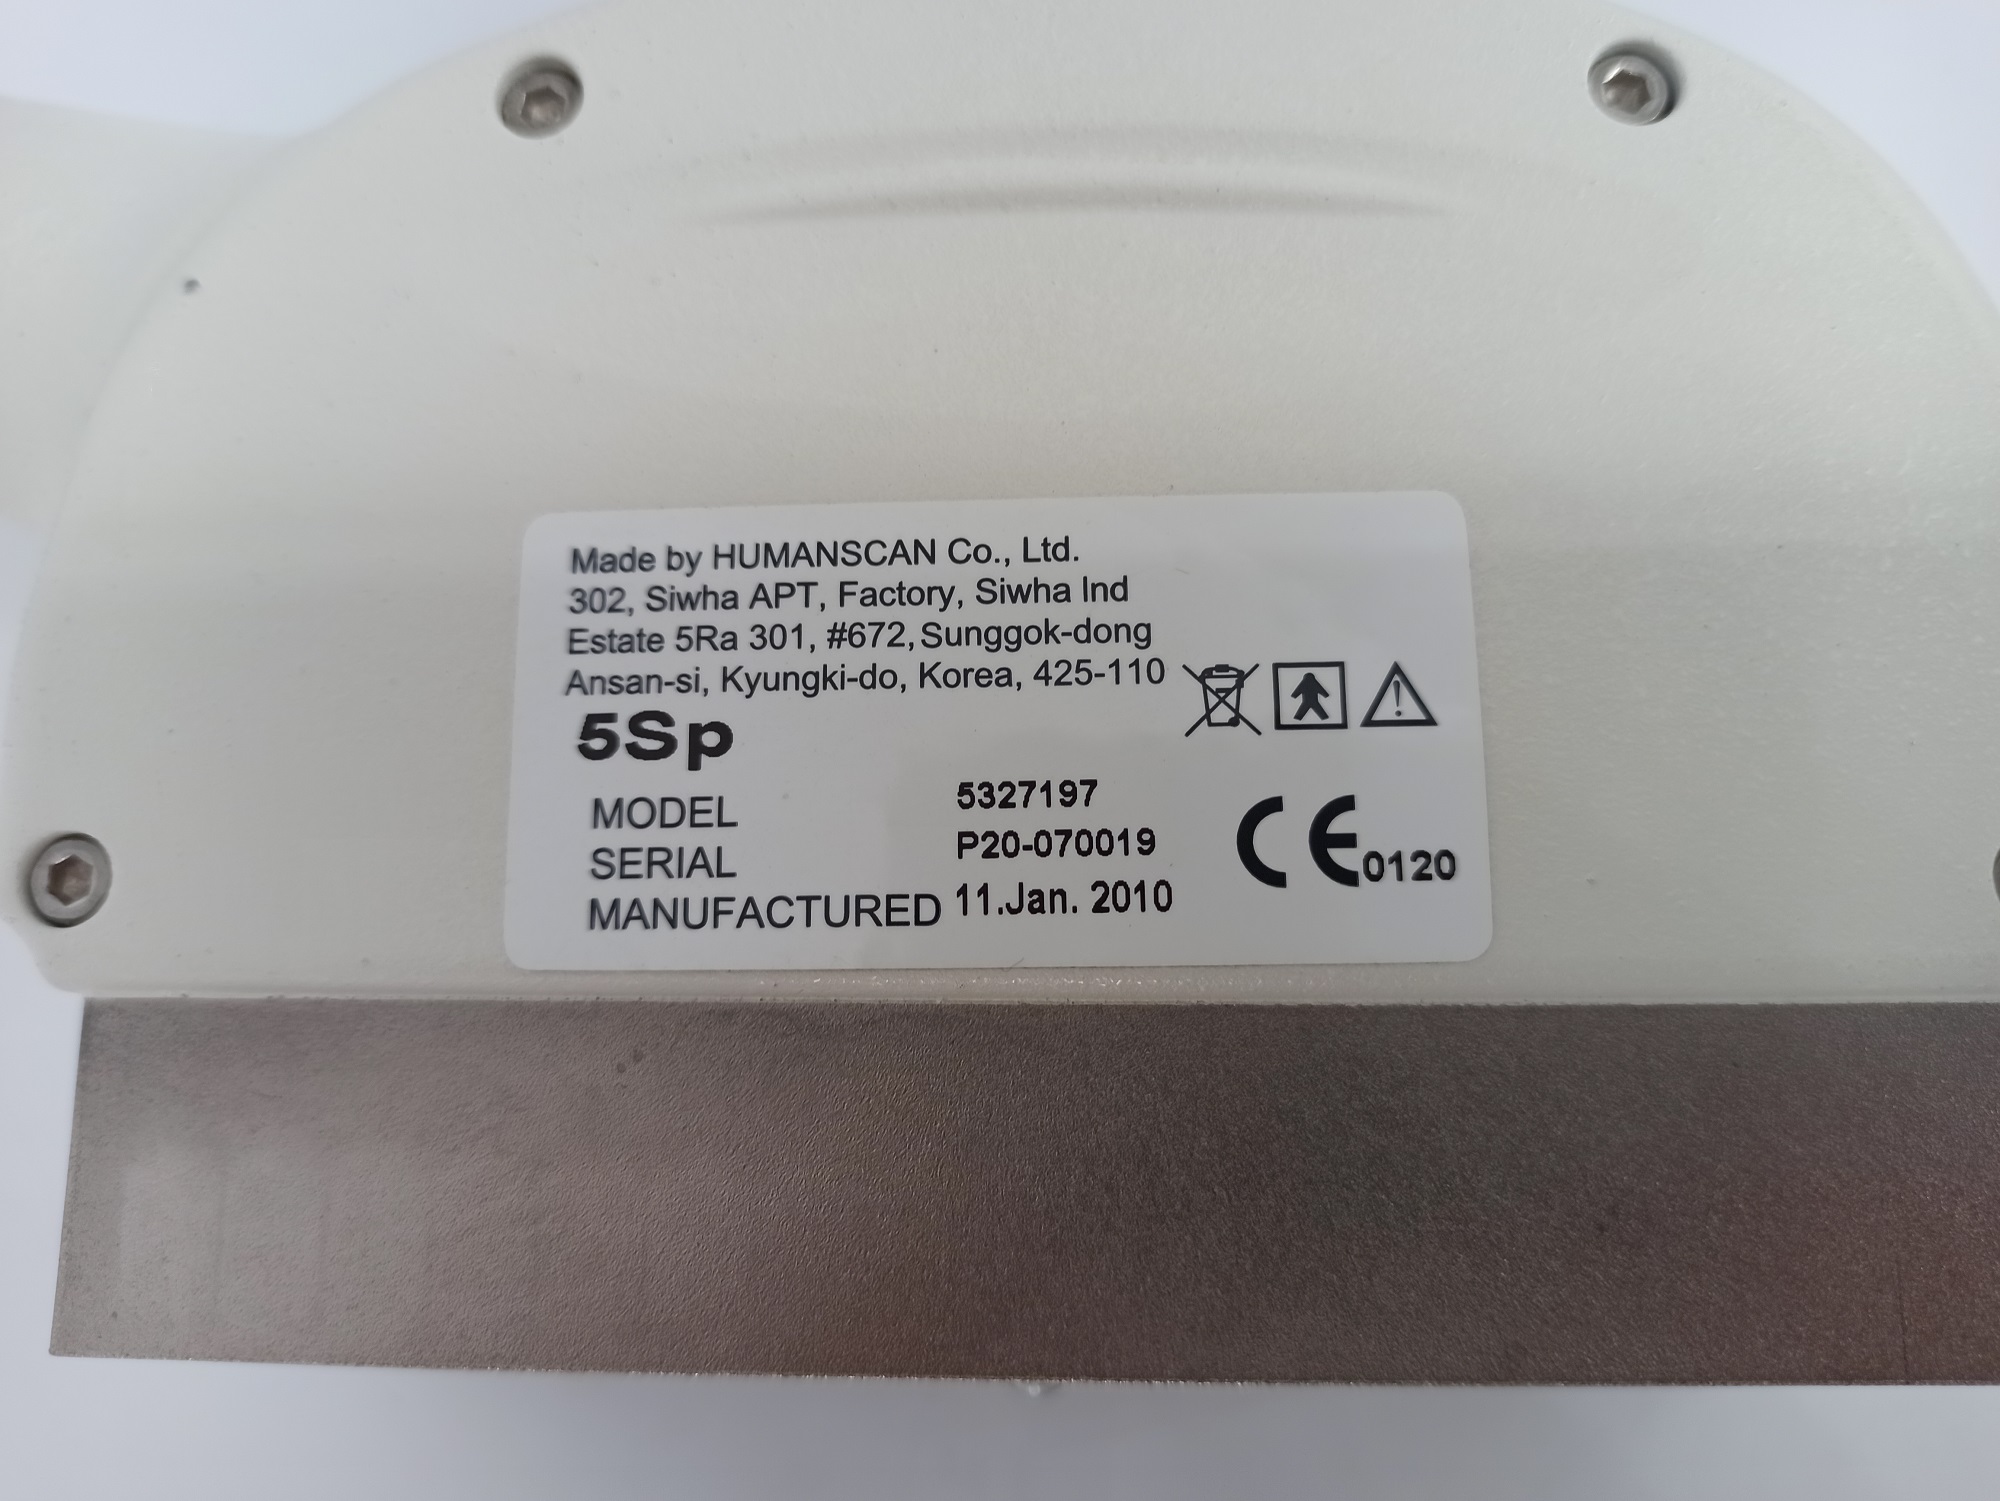 Made by HUMANSCAN Co., Ltd.
302, Siwha APT, Factory, Siwha Ind
Estate 5Ra 301, #672, Sunggok-dong
Ansan-si, Kyungki-do, Korea, 425-110
5Sp
MODEL 5327197
SERIAL P20-070019
MANUFACTURED 11.Jan. 2010
CE 0120